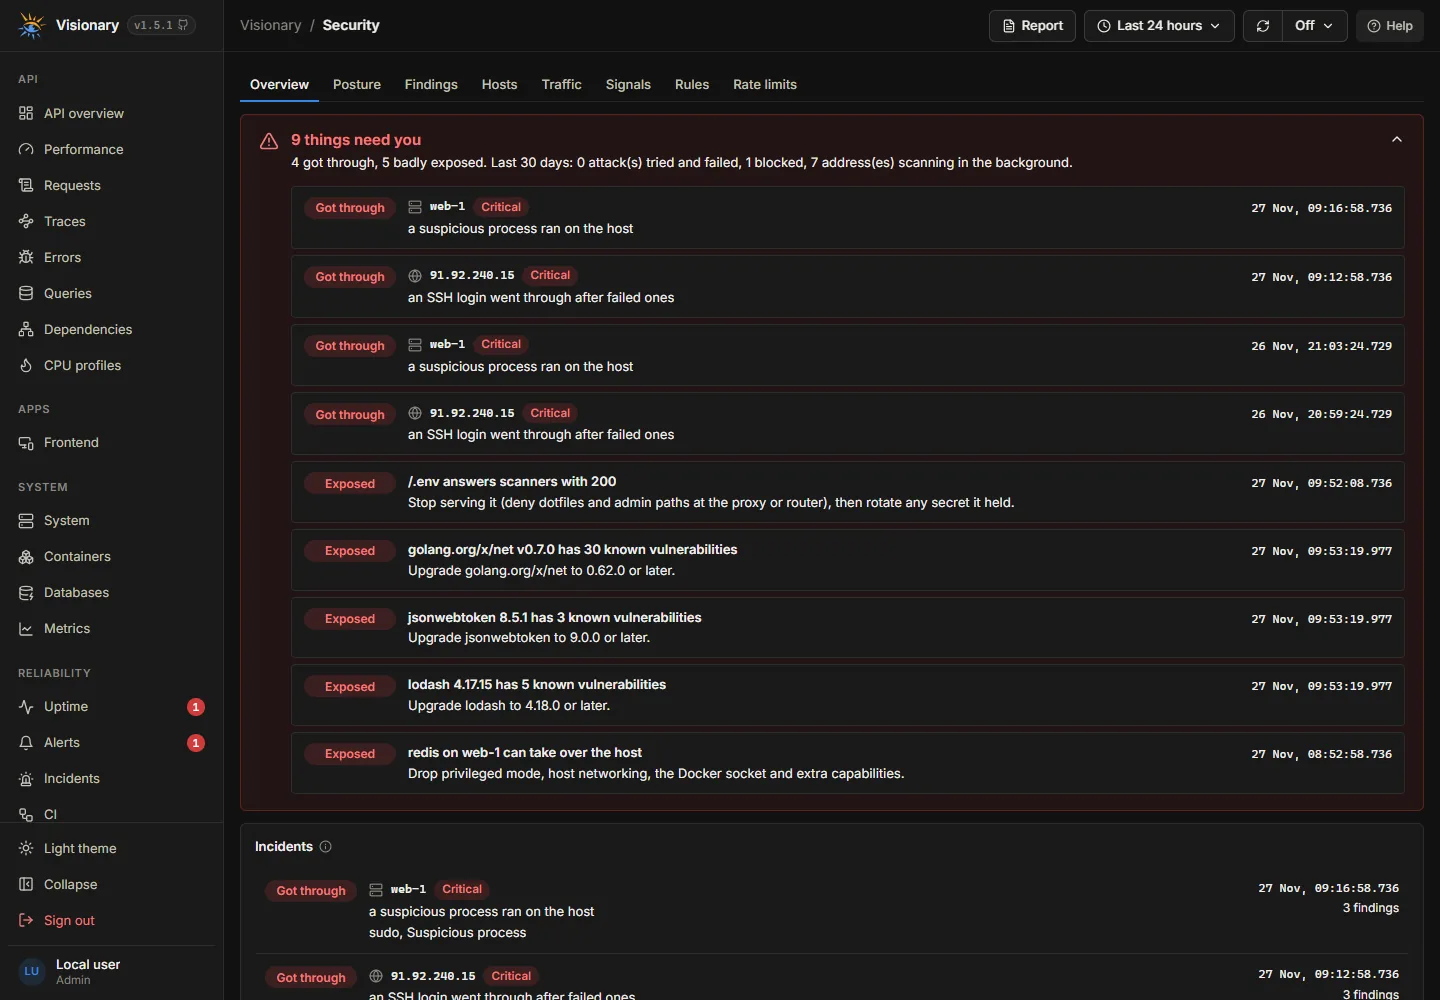 Visionary v1.5.1
Visionary / Security
Report
Last 24 hours
Off
Help
API
API overview
Performance
Requests
Traces
Errors
Queries
Dependencies
CPU profiles
APPS
Frontend
SYSTEM
System
Containers
Databases
Metrics
RELIABILITY
Uptime 1
Alerts 1
Incidents
CI
Light theme
Collapse
Sign out
LU
Local user
Admin
Overview Posture Findings Hosts Traffic Signals Rules Rate limits
9 things need you
4 got through, 5 badly exposed. Last 30 days: 0 attack(s) tried and failed, 1 blocked, 7 address(es) scanning in the background.
Got through web-1 Critical 27 Nov, 09:16:58.736
a suspicious process ran on the host
Got through 91.92.240.15 Critical 27 Nov, 09:12:58.736
an SSH login went through after failed ones
Got through web-1 Critical 26 Nov, 21:03:24.729
a suspicious process ran on the host
Got through 91.92.240.15 Critical 26 Nov, 20:59:24.729
an SSH login went through after failed ones
Exposed /.env answers scanners with 200 27 Nov, 09:52:08.736
Stop serving it (deny dotfiles and admin paths at the proxy or router), then rotate any secret it held.
Exposed golang.org/x/net v0.7.0 has 30 known vulnerabilities 27 Nov, 09:53:19.977
Upgrade golang.org/x/net to 0.62.0 or later.
Exposed jsonwebtoken 8.5.1 has 3 known vulnerabilities 27 Nov, 09:53:19.977
Upgrade jsonwebtoken to 9.0.0 or later.
Exposed lodash 4.17.15 has 5 known vulnerabilities 27 Nov, 09:53:19.977
Upgrade lodash to 4.18.0 or later.
Exposed redis on web-1 can take over the host 27 Nov, 08:52:58.736
Drop privileged mode, host networking, the Docker socket and extra capabilities.
Incidents
Got through web-1 Critical 27 Nov, 09:16:58.736
a suspicious process ran on the host 3 findings
sudo, Suspicious process
Got through 91.92.240.15 Critical 27 Nov, 09:12:58.736
an SSH login went through after failed ones 3 findings